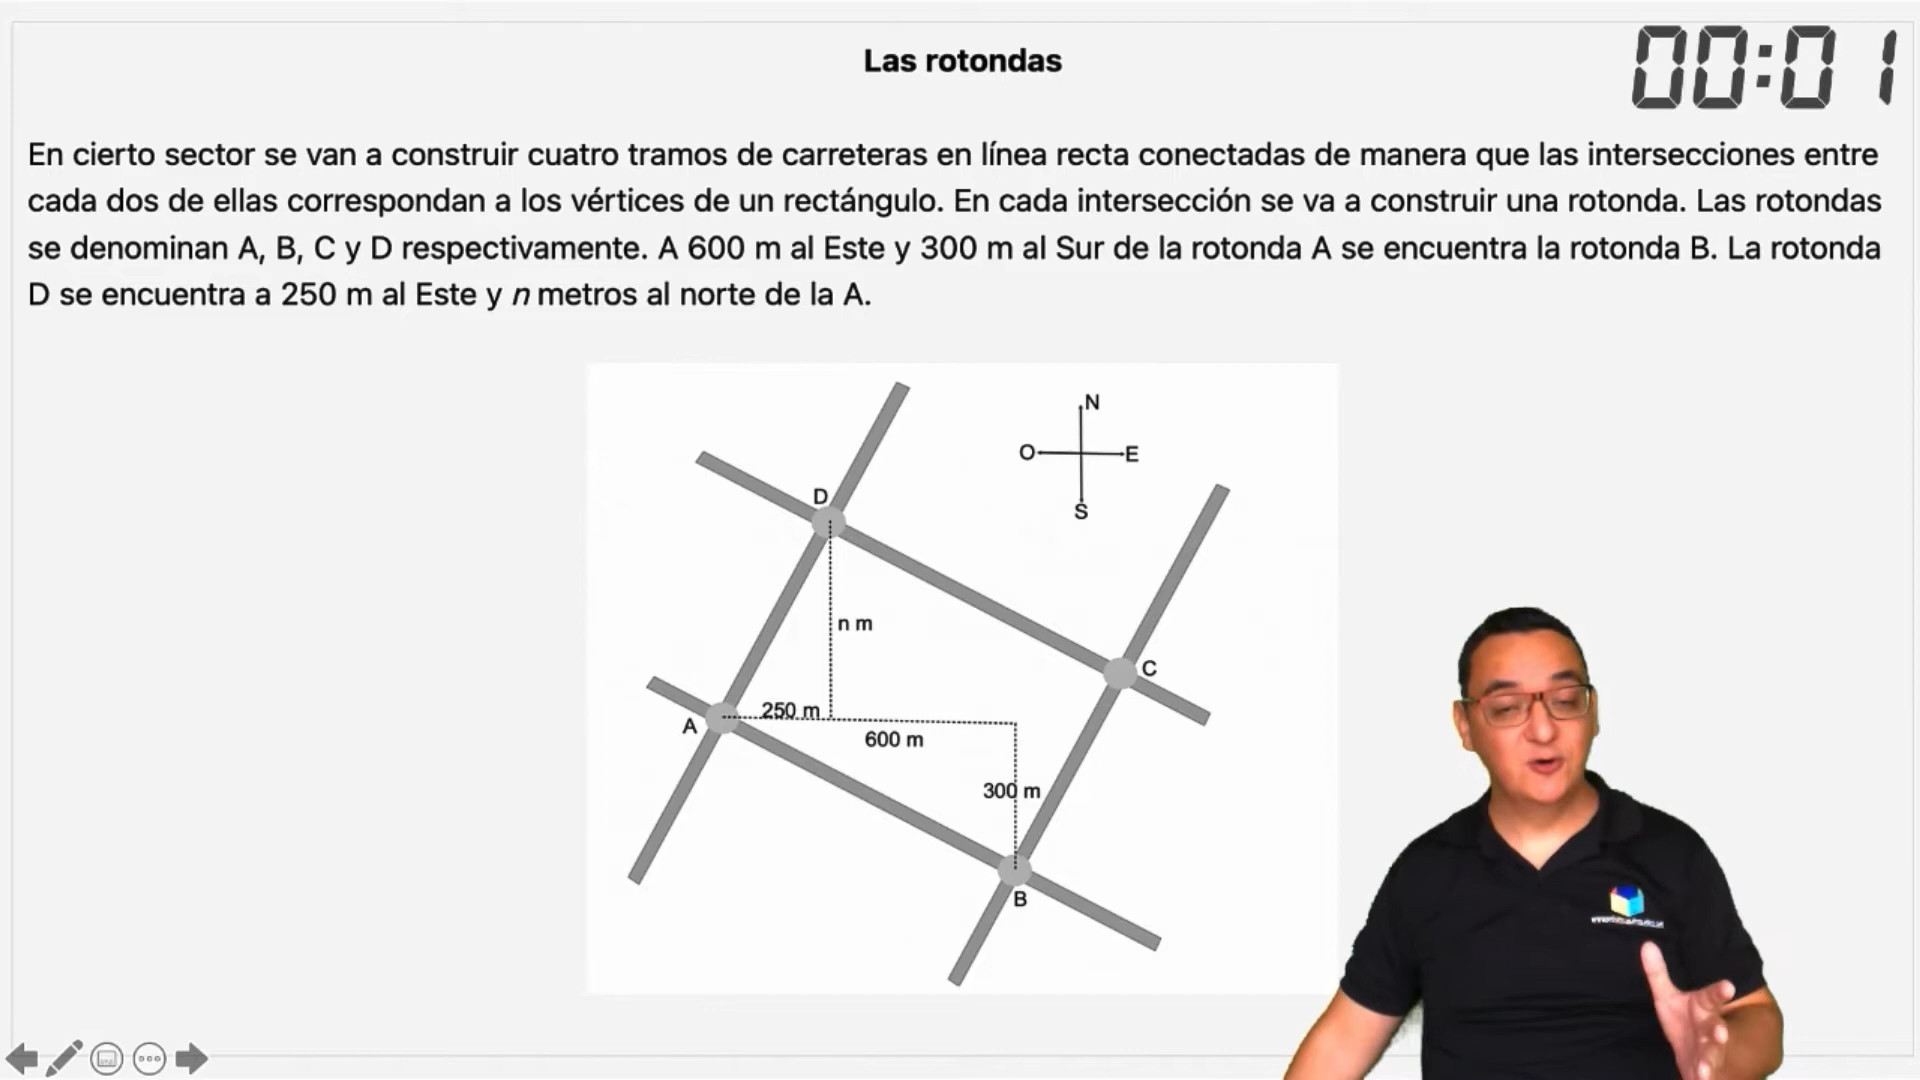 Las rotondas
00:01
En cierto sector se van a construir cuatro tramos de carreteras en línea recta conectadas de manera que las intersecciones entre
cada dos de ellas correspondan a los vértices de un rectángulo. En cada intersección se va a construir una rotonda. Las rotondas
se denominan A, B, C y D respectivamente. A 600 m al Este y 300 m al Sur de la rotonda A se encuentra la rotonda B. La rotonda
D se encuentra a 250 m al Este y n metros al norte de la A.
N
O
E
S
D
n m
C
250 m
A
600 m
300 m
B